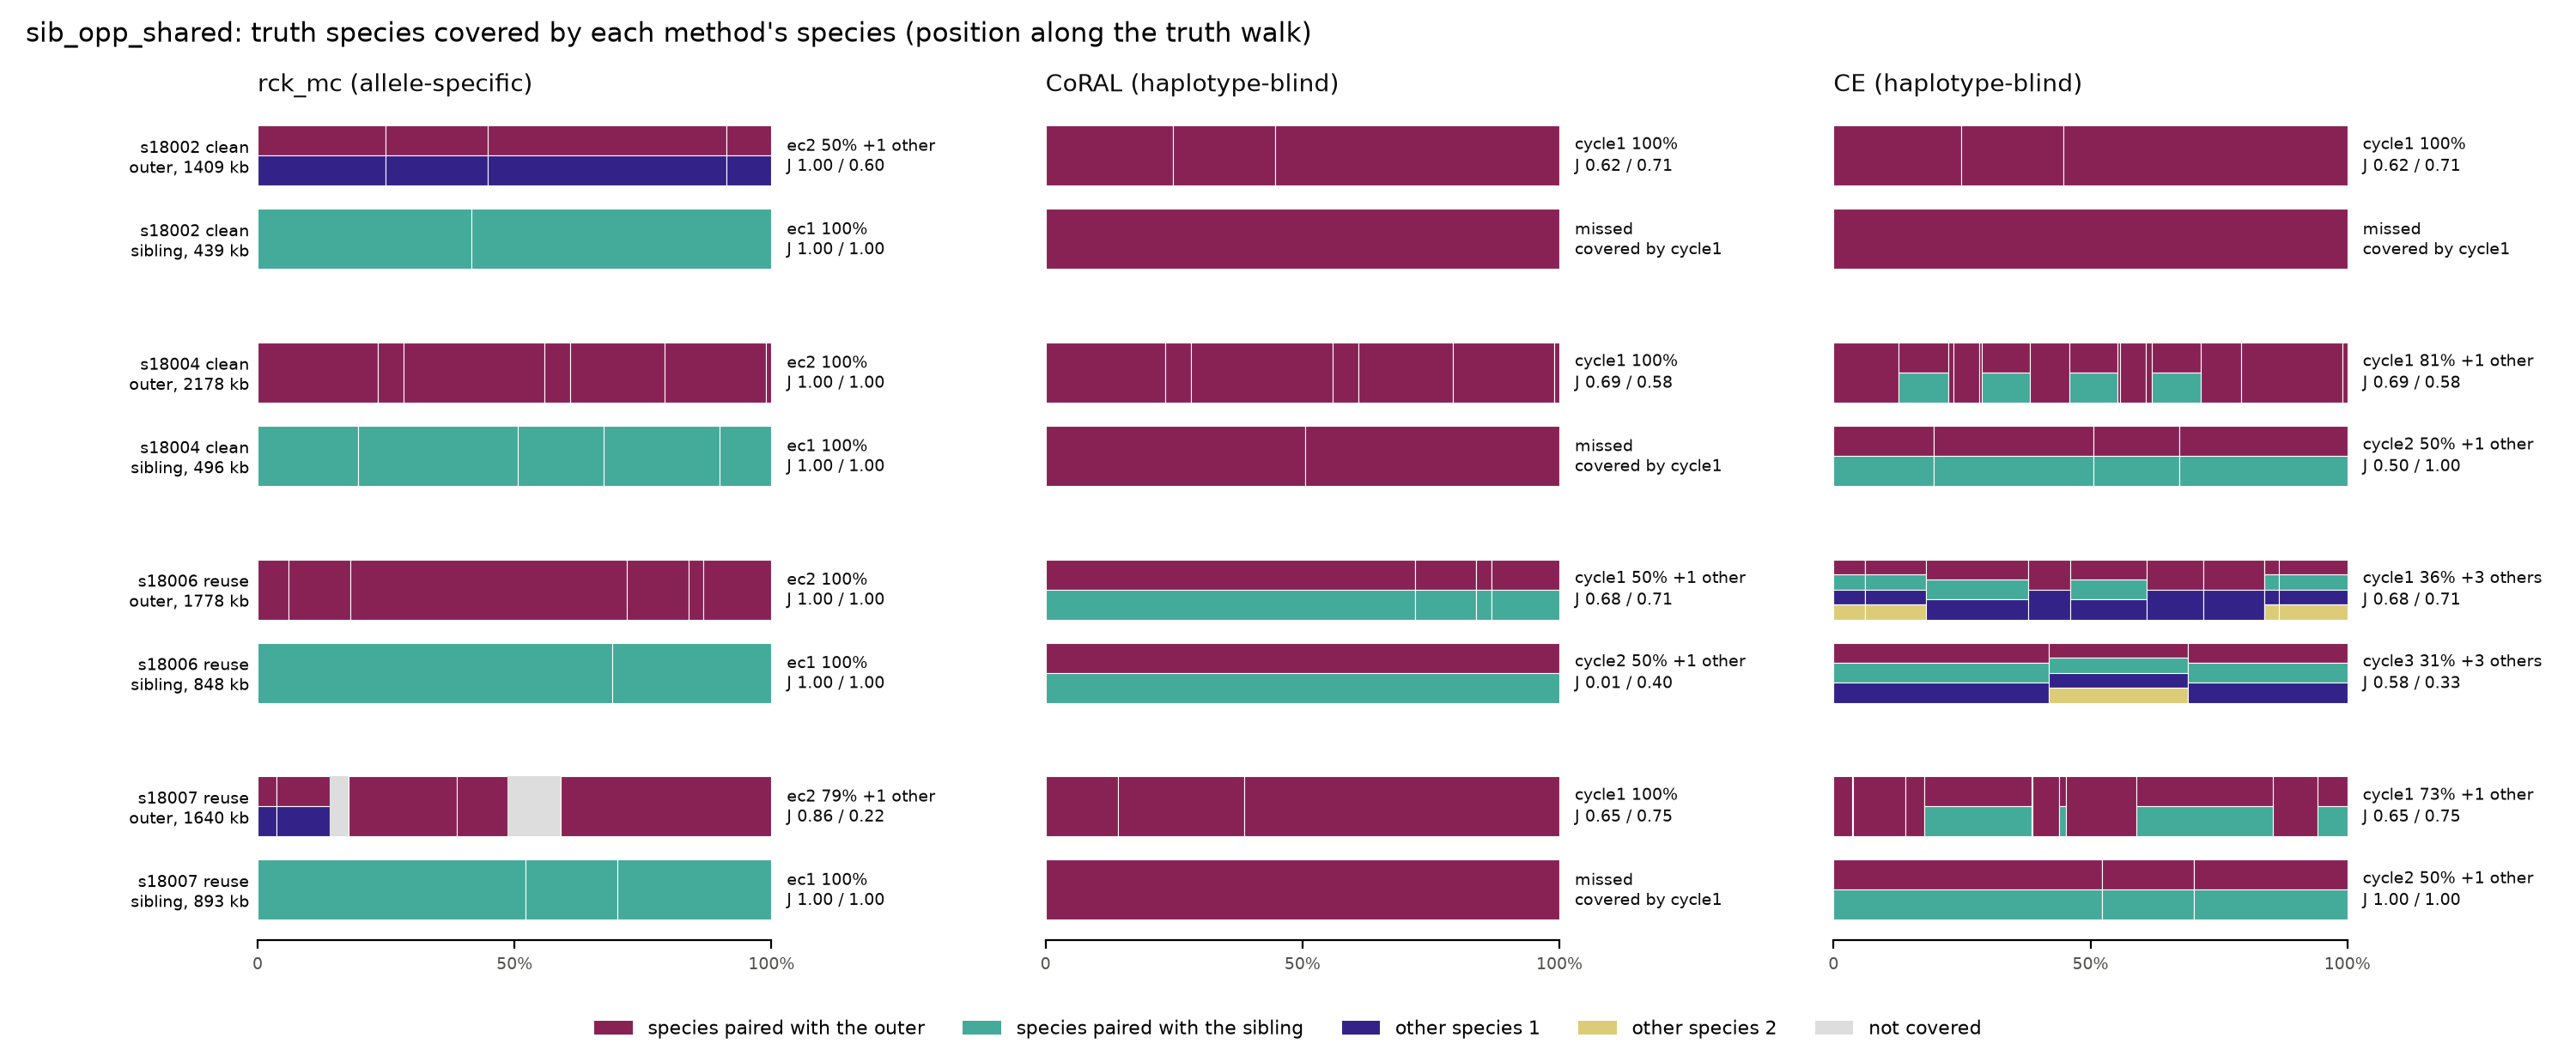 sib_opp_shared: truth species covered by each method's species (position along the truth walk)
rck_mc (allele-specific)
CoRAL (haplotype-blind)
CE (haplotype-blind)
s18002 clean
outer, 1409 kb
ec2 50% +1 other
J 1.00 / 0.60
cycle1 100%
J 0.62 / 0.71
cycle1 100%
J 0.62 / 0.71
s18002 clean
sibling, 439 kb
ec1 100%
J 1.00 / 1.00
missed
covered by cycle1
missed
covered by cycle1
s18004 clean
outer, 2178 kb
ec2 100%
J 1.00 / 1.00
cycle1 100%
J 0.69 / 0.58
cycle1 81% +1 other
J 0.69 / 0.58
s18004 clean
sibling, 496 kb
ec1 100%
J 1.00 / 1.00
missed
covered by cycle1
cycle2 50% +1 other
J 0.50 / 1.00
s18006 reuse
outer, 1778 kb
ec2 100%
J 1.00 / 1.00
cycle1 50% +1 other
J 0.68 / 0.71
cycle1 36% +3 others
J 0.68 / 0.71
s18006 reuse
sibling, 848 kb
ec1 100%
J 1.00 / 1.00
cycle2 50% +1 other
J 0.01 / 0.40
cycle3 31% +3 others
J 0.58 / 0.33
s18007 reuse
outer, 1640 kb
ec2 79% +1 other
J 0.86 / 0.22
cycle1 100%
J 0.65 / 0.75
cycle1 73% +1 other
J 0.65 / 0.75
s18007 reuse
sibling, 893 kb
ec1 100%
J 1.00 / 1.00
missed
covered by cycle1
cycle2 50% +1 other
J 1.00 / 1.00
0 50% 100%
0 50% 100%
0 50% 100%
species paired with the outer
species paired with the sibling
other species 1
other species 2
not covered